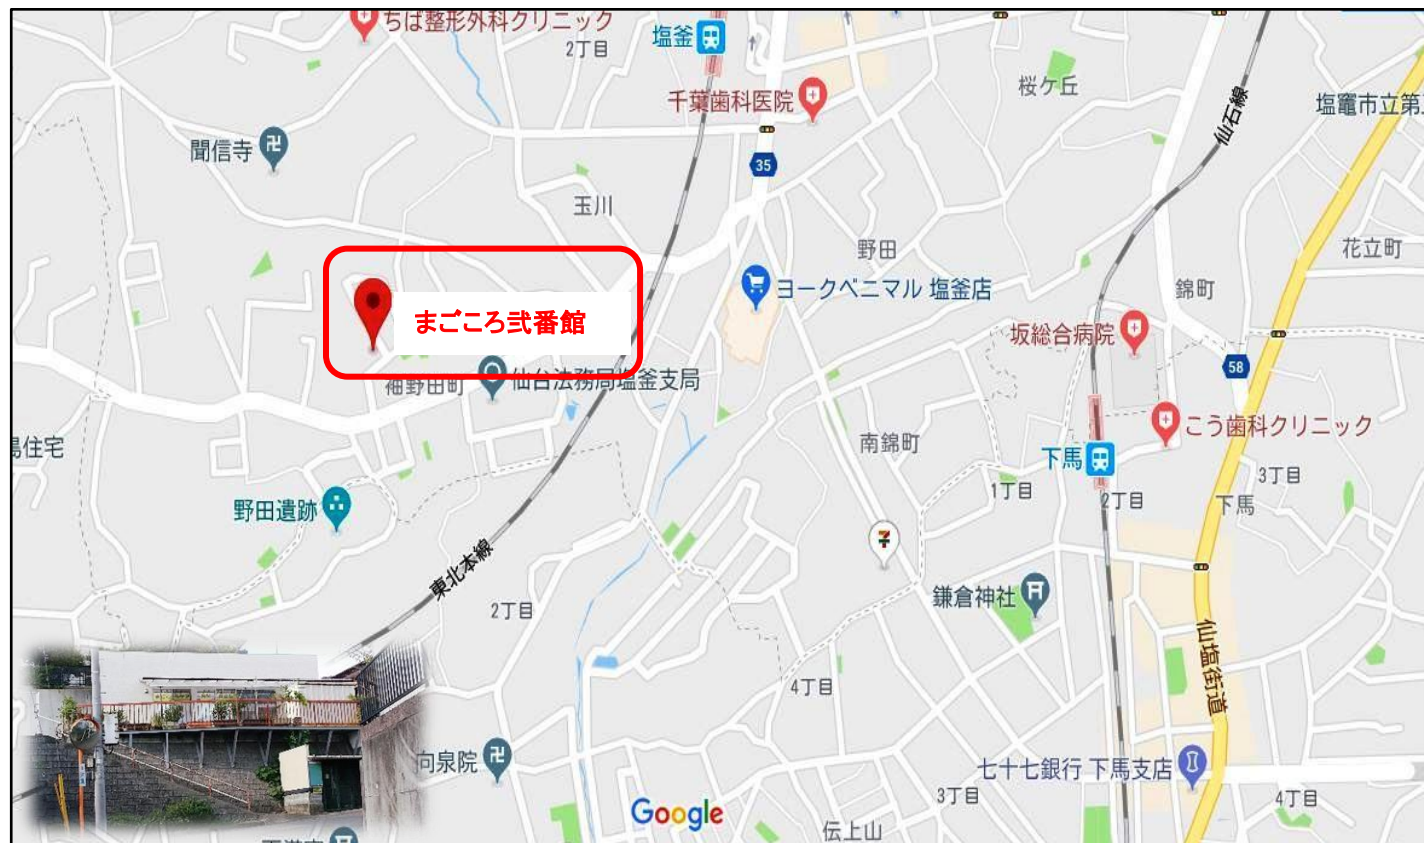 ちば整形外科クリニック
2丁目
塩釜
千葉歯科医院
桜ケ丘
仙石線
塩竈市立第
聞信寺
35
玉川
野田
花立町
ヨークベニマル 塩釜店
錦町
まごころ弐番館
坂総合病院
58
袖野田町
仙台法務局塩釜支局
こう歯科クリニック
南錦町
下馬
3丁目
1丁目
2丁目
下馬
野田遺跡
東北本線
鎌倉神社
2丁目
仙塩街道
4丁目
向泉院
七十七銀行 下馬支店
3丁目
4丁目
Google
伝上山